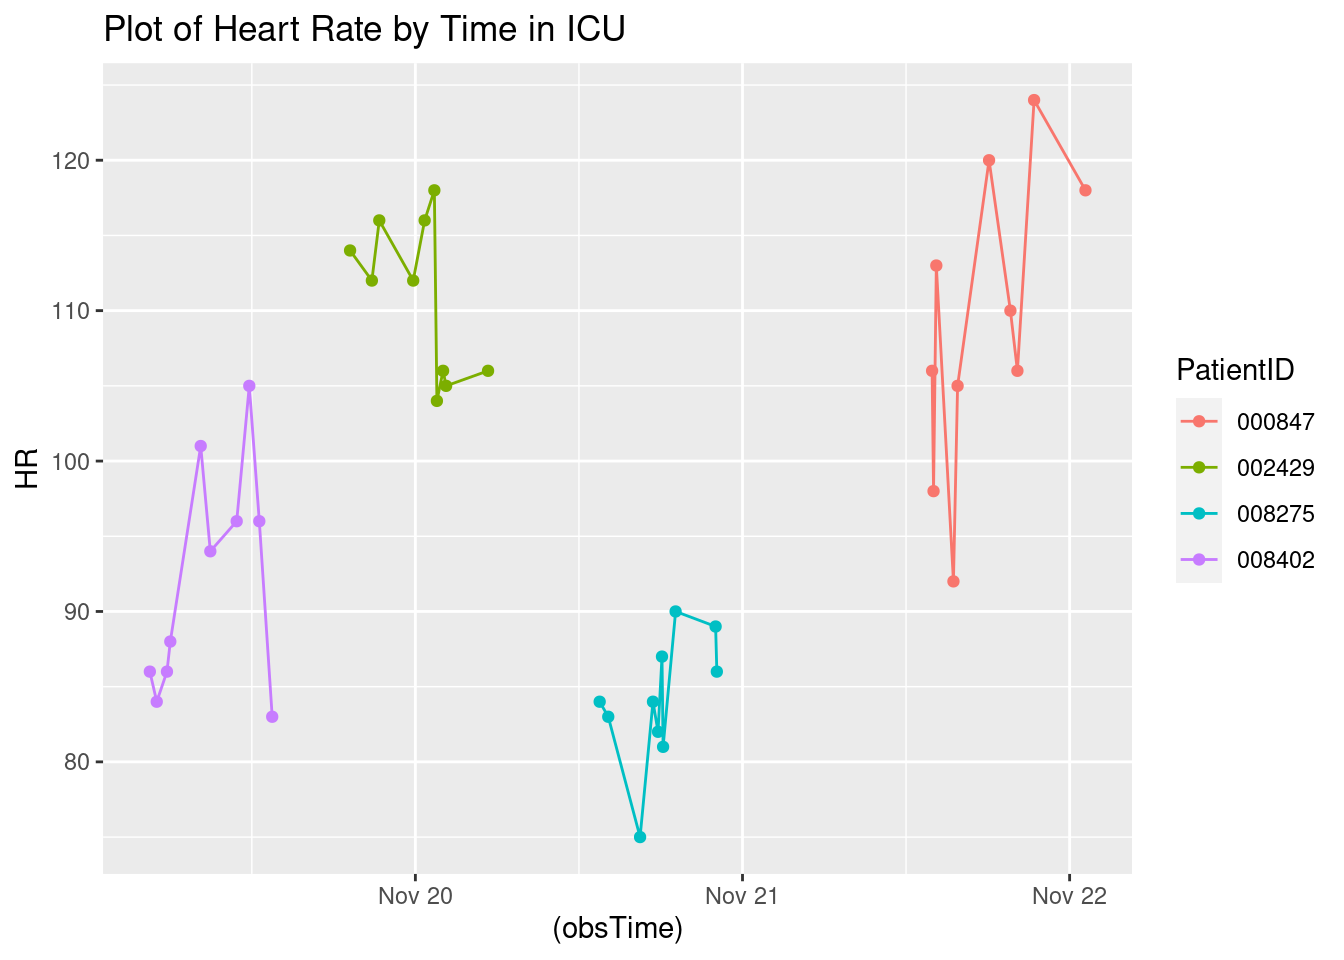 Plot of Heart Rate by Time in ICU
120
110
100
90
80
HR
Nov 20
Nov 21
Nov 22
(obsTime)
PatientID
000847
002429
008275
008402